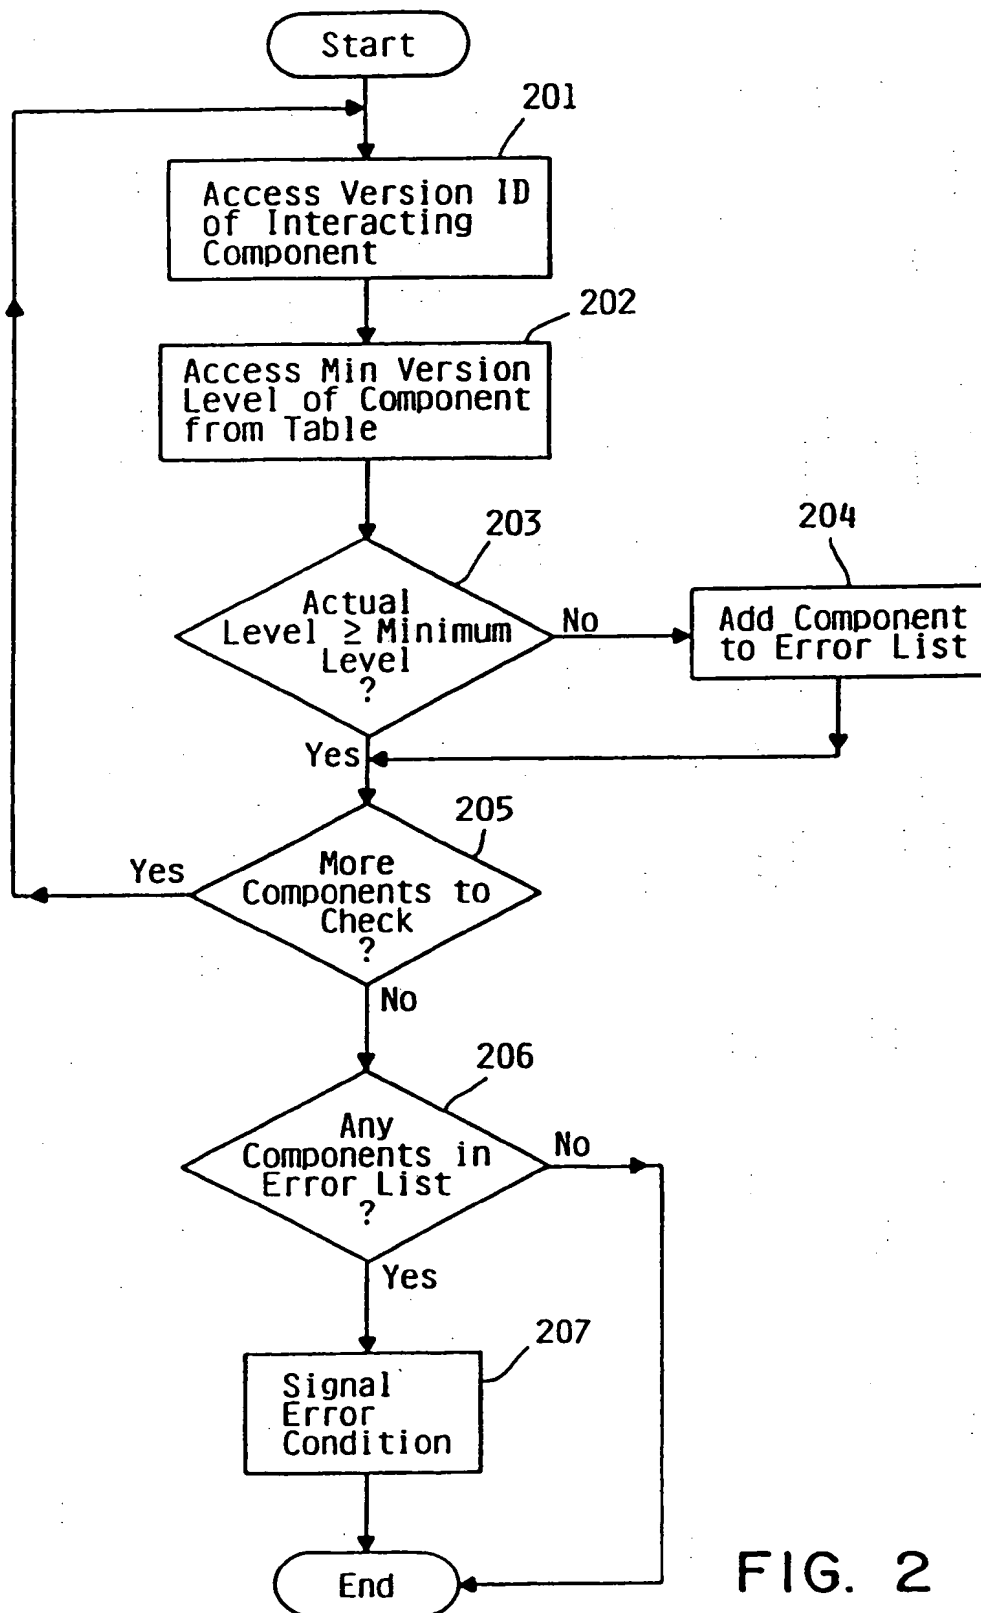 Start
201
Access Version ID
of Interacting
Component
202
Access Min Version
Level of Component
from Table
203
Actual
Level ≥ Minimum
Level
?
No
204
Add Component
to Error List
Yes
205
More
Components to
Check
?
Yes
No
206
Any
Components in
Error List
?
No
Yes
207
Signal
Error
Condition
End
FIG. 2